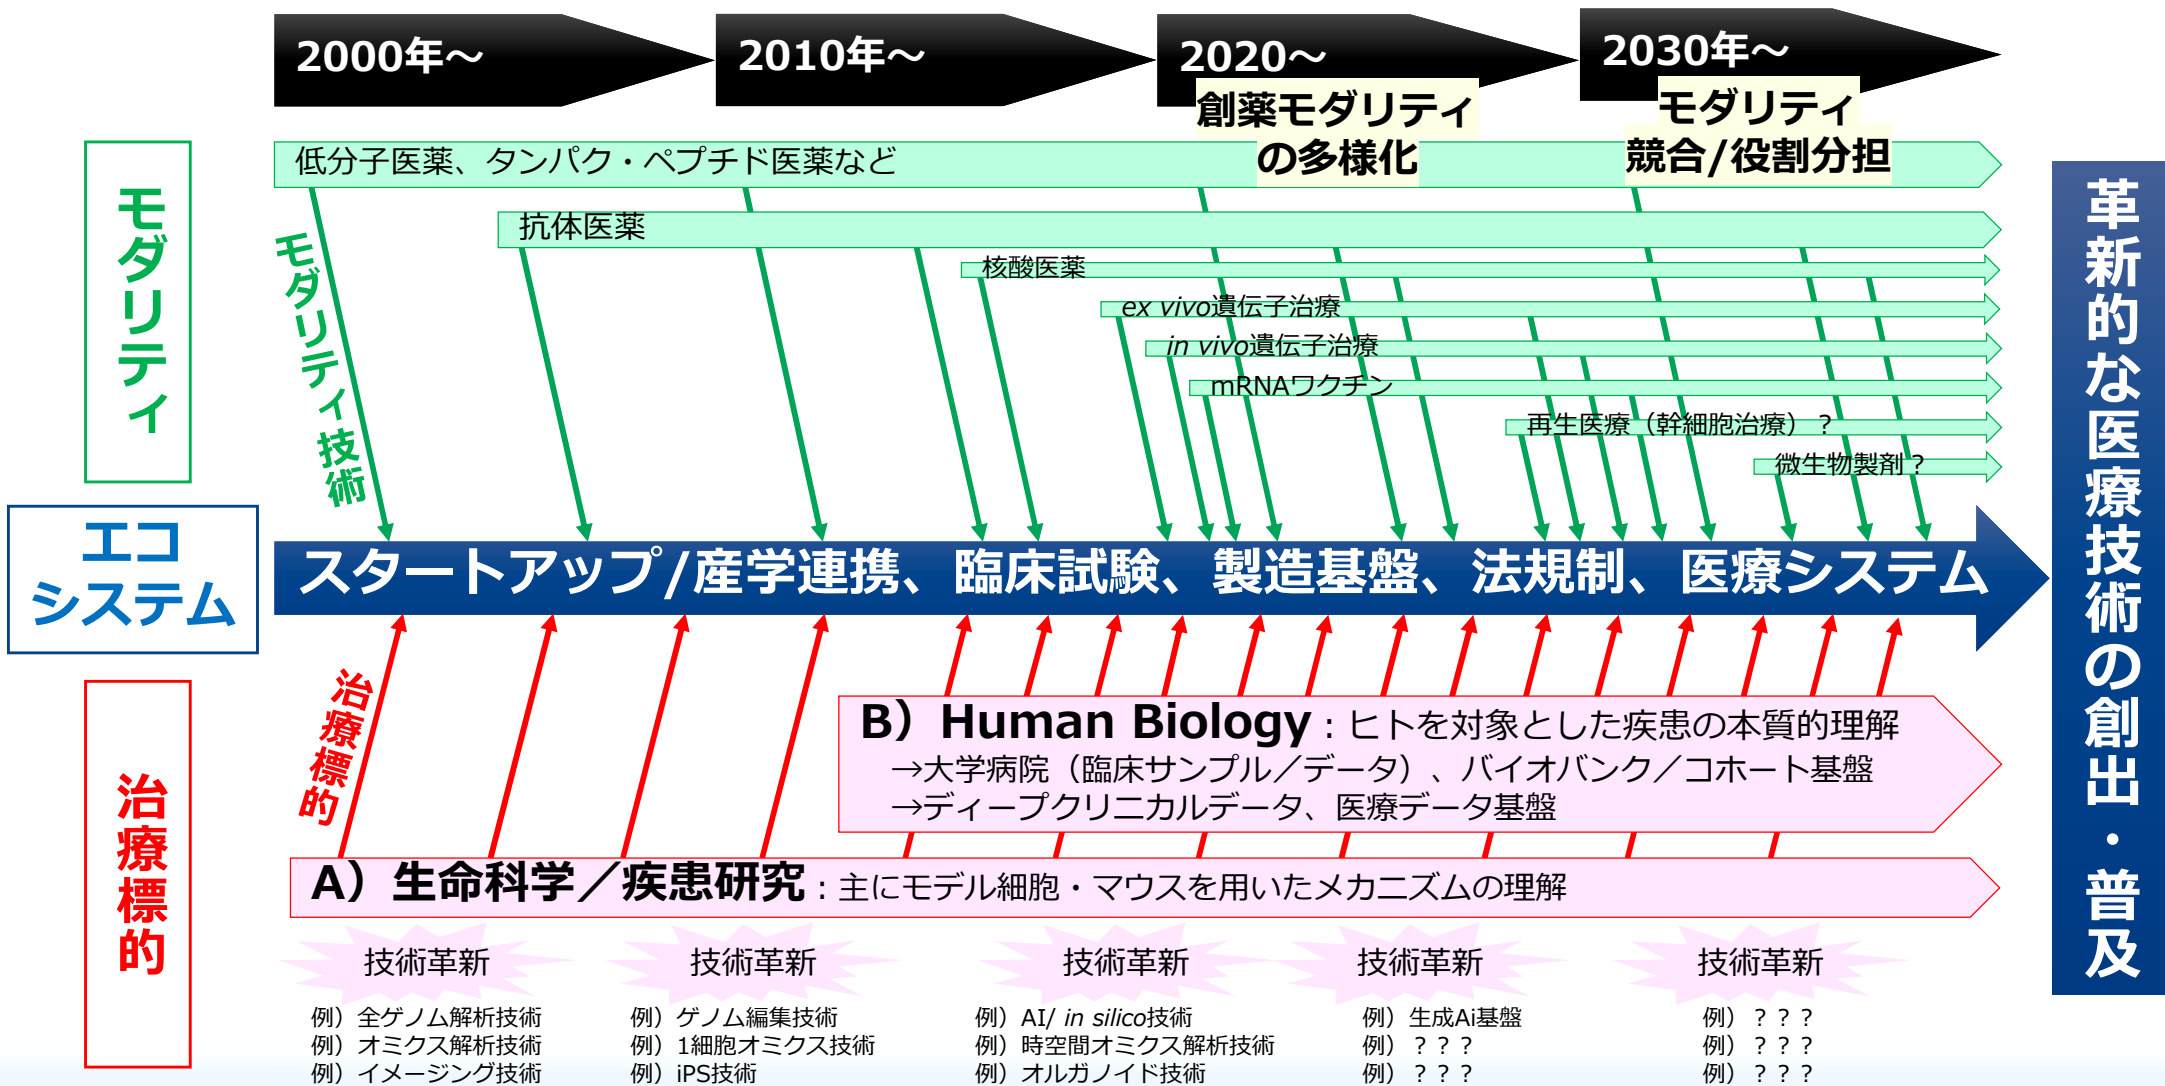 2000年～
2010年～
2020～
2030年～
創薬モダリティ
の多様化
モダリティ
競合/役割分担
モダリティ
低分子医薬、タンパク・ペプチド医薬など
抗体医薬
核酸医薬
ex vivo遺伝子治療
in vivo遺伝子治療
mRNAワクチン
再生医療（幹細胞治療）？
微生物製剤？
モダリティ技術
エコ
システム
スタートアップ/産学連携、臨床試験、製造基盤、法規制、医療システム
革新的な医療技術の創出・普及
治療標的
治療標的
B）Human Biology：ヒトを対象とした疾患の本質的理解
→大学病院（臨床サンプル／データ）、バイオバンク／コホート基盤
→ディープクリニカルデータ、医療データ基盤
A）生命科学／疾患研究：主にモデル細胞・マウスを用いたメカニズムの理解
技術革新
例）全ゲノム解析技術
例）オミクス解析技術
例）イメージング技術
技術革新
例）ゲノム編集技術
例）1細胞オミクス技術
例）iPS技術
技術革新
例）AI/ in silico技術
例）時空間オミクス解析技術
例）オルガノイド技術
技術革新
例）生成Ai基盤
例）？？？
例）？？？
技術革新
例）？？？
例）？？？
例）？？？